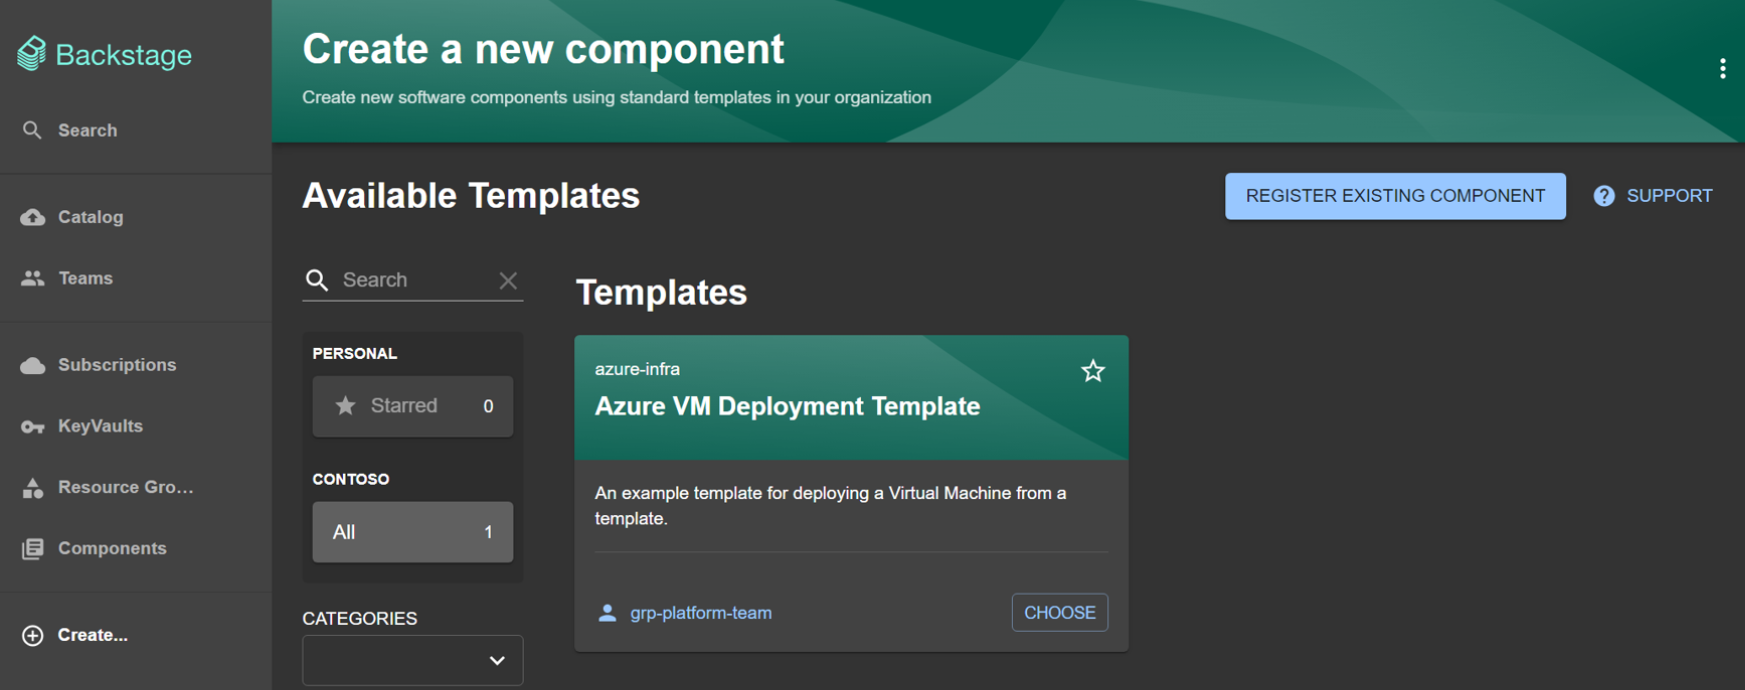 Backstage
Search
Catalog
Teams
Subscriptions
KeyVaults
Resource Gro...
Components
Create...
Create a new component
Create new software components using standard templates in your organization
Available Templates
REGISTER EXISTING COMPONENT
SUPPORT
Search
PERSONAL
Starred 0
CONTOSO
All 1
CATEGORIES
Templates
azure-infra
Azure VM Deployment Template
An example template for deploying a Virtual Machine from a
template.
grp-platform-team
CHOOSE